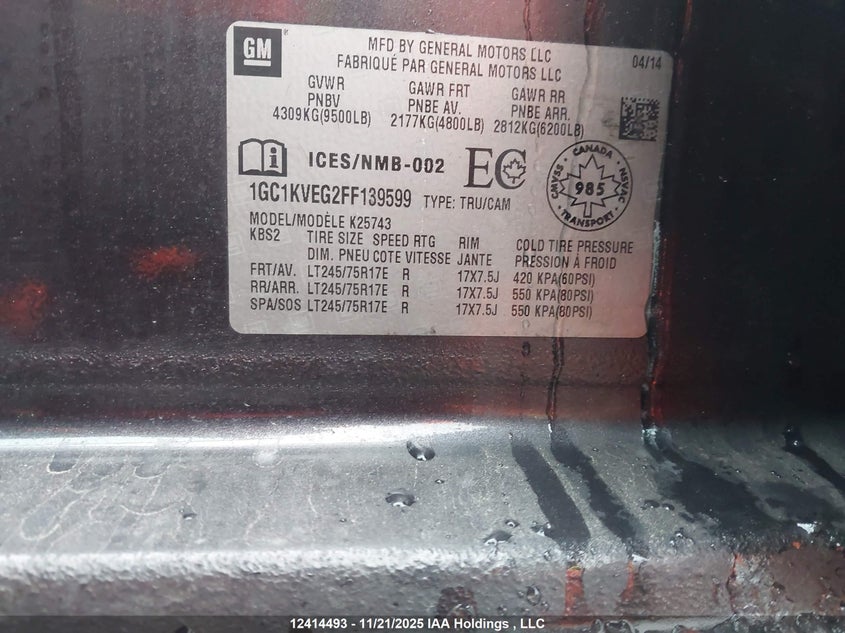 GM
MFD BY GENERAL MOTORS LLC
FABRIQUÉ PAR GENERAL MOTORS LLC
04/14
GVWR GAWR FRT GAWR RR
PNBV PNBE AV. PNBE ARR.
4309KG(9500LB) 2177KG(4800LB) 2812KG(6200LB)
ICES/NMB-002 EC
CANADA
CMVSS 985 NSVAC
TRANSPORT
1GC1KVEG2FF139599 TYPE: TRU/CAM
MODEL/MODÈLE K25743
KBS2 TIRE SIZE SPEED RTG RIM COLD TIRE PRESSURE
DIM. PNEU COTE VITESSE JANTE PRESSION À FROID
FRT/AV. LT245/75R17E R 17X7.5J 420 KPA(60PSI)
RR/ARR. LT245/75R17E R 17X7.5J 550 KPA(80PSI)
SPA/SOS LT245/75R17E R 17X7.5J 550 KPA(80PSI)
12414493 - 11/21/2025 IAA Holdings , LLC